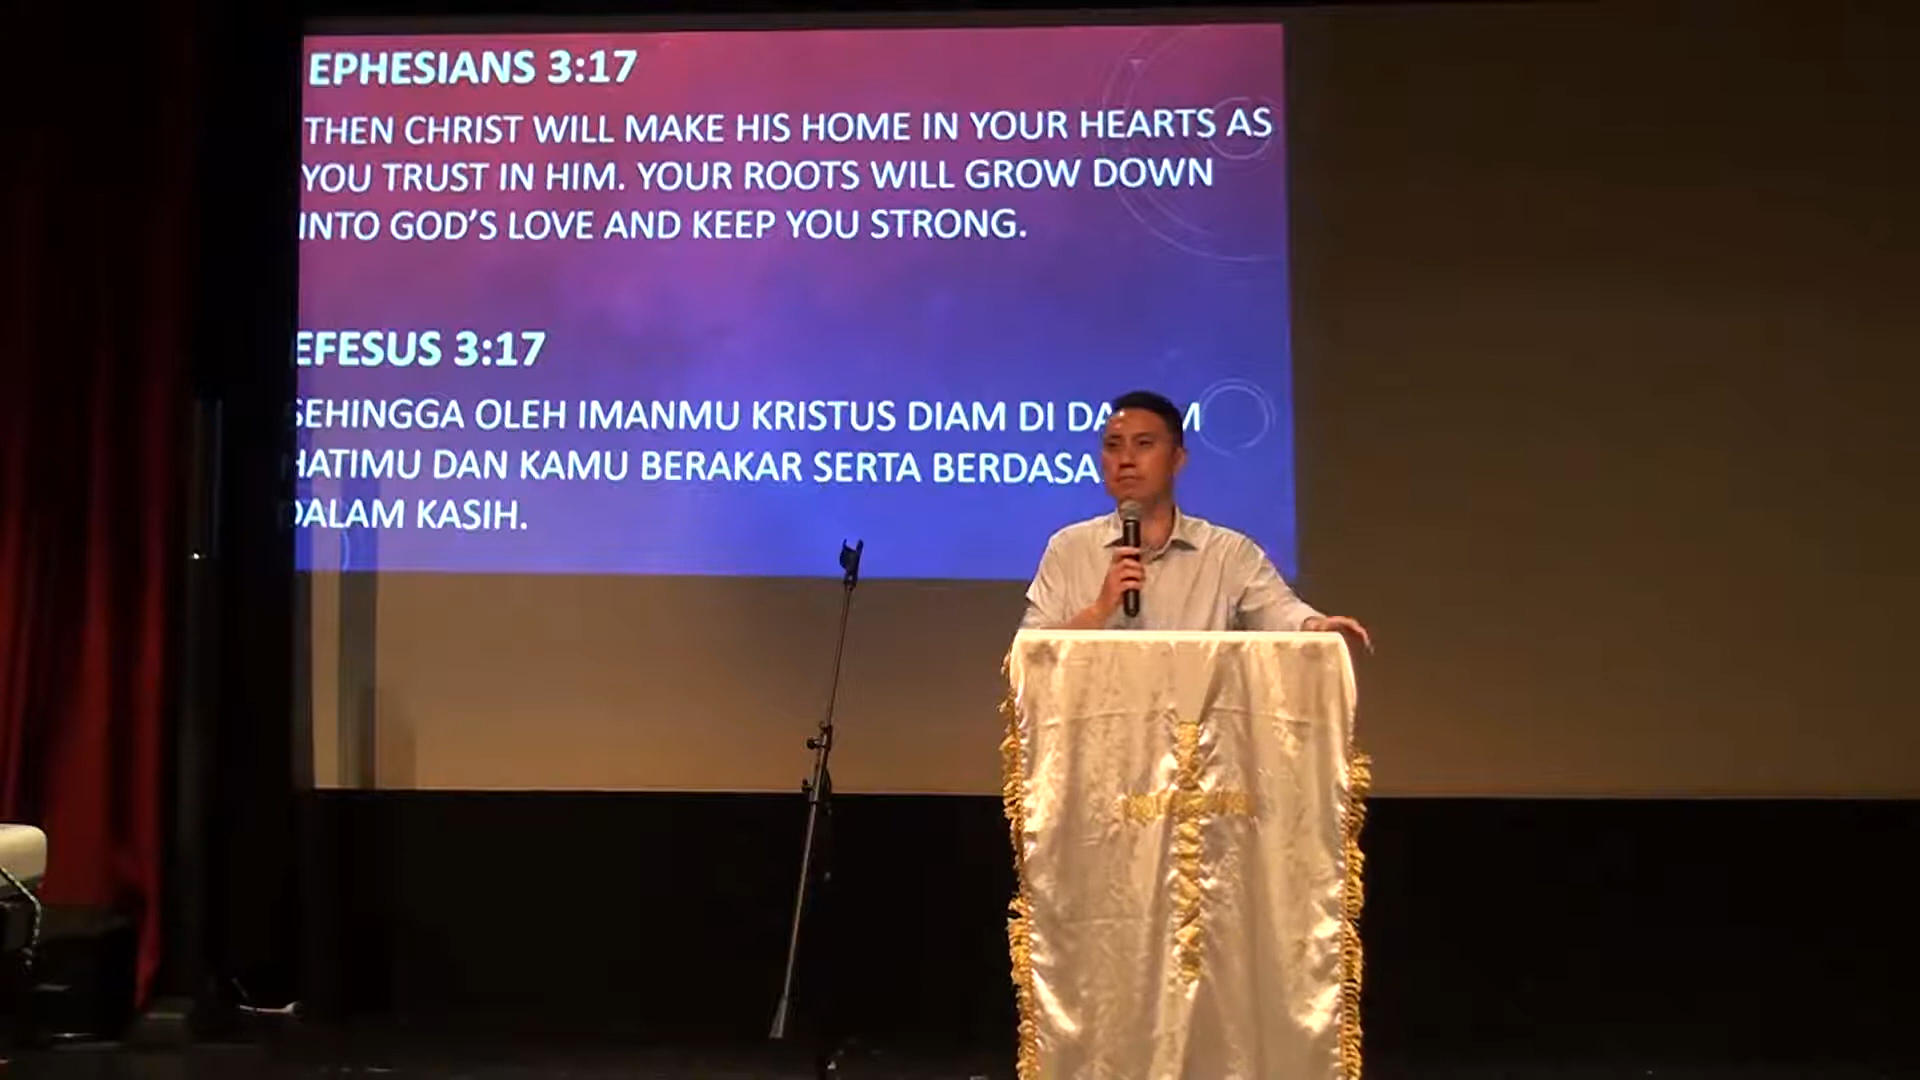 EPHESIANS 3:17
THEN CHRIST WILL MAKE HIS HOME IN YOUR HEARTS AS
YOU TRUST IN HIM. YOUR ROOTS WILL GROW DOWN
INTO GOD'S LOVE AND KEEP YOU STRONG.
EFESUS 3:17
SEHINGGA OLEH IMANMU KRISTUS DIAM DI
HATIMU DAN KAMU BERAKAR SERTA
DALAM KASIH.